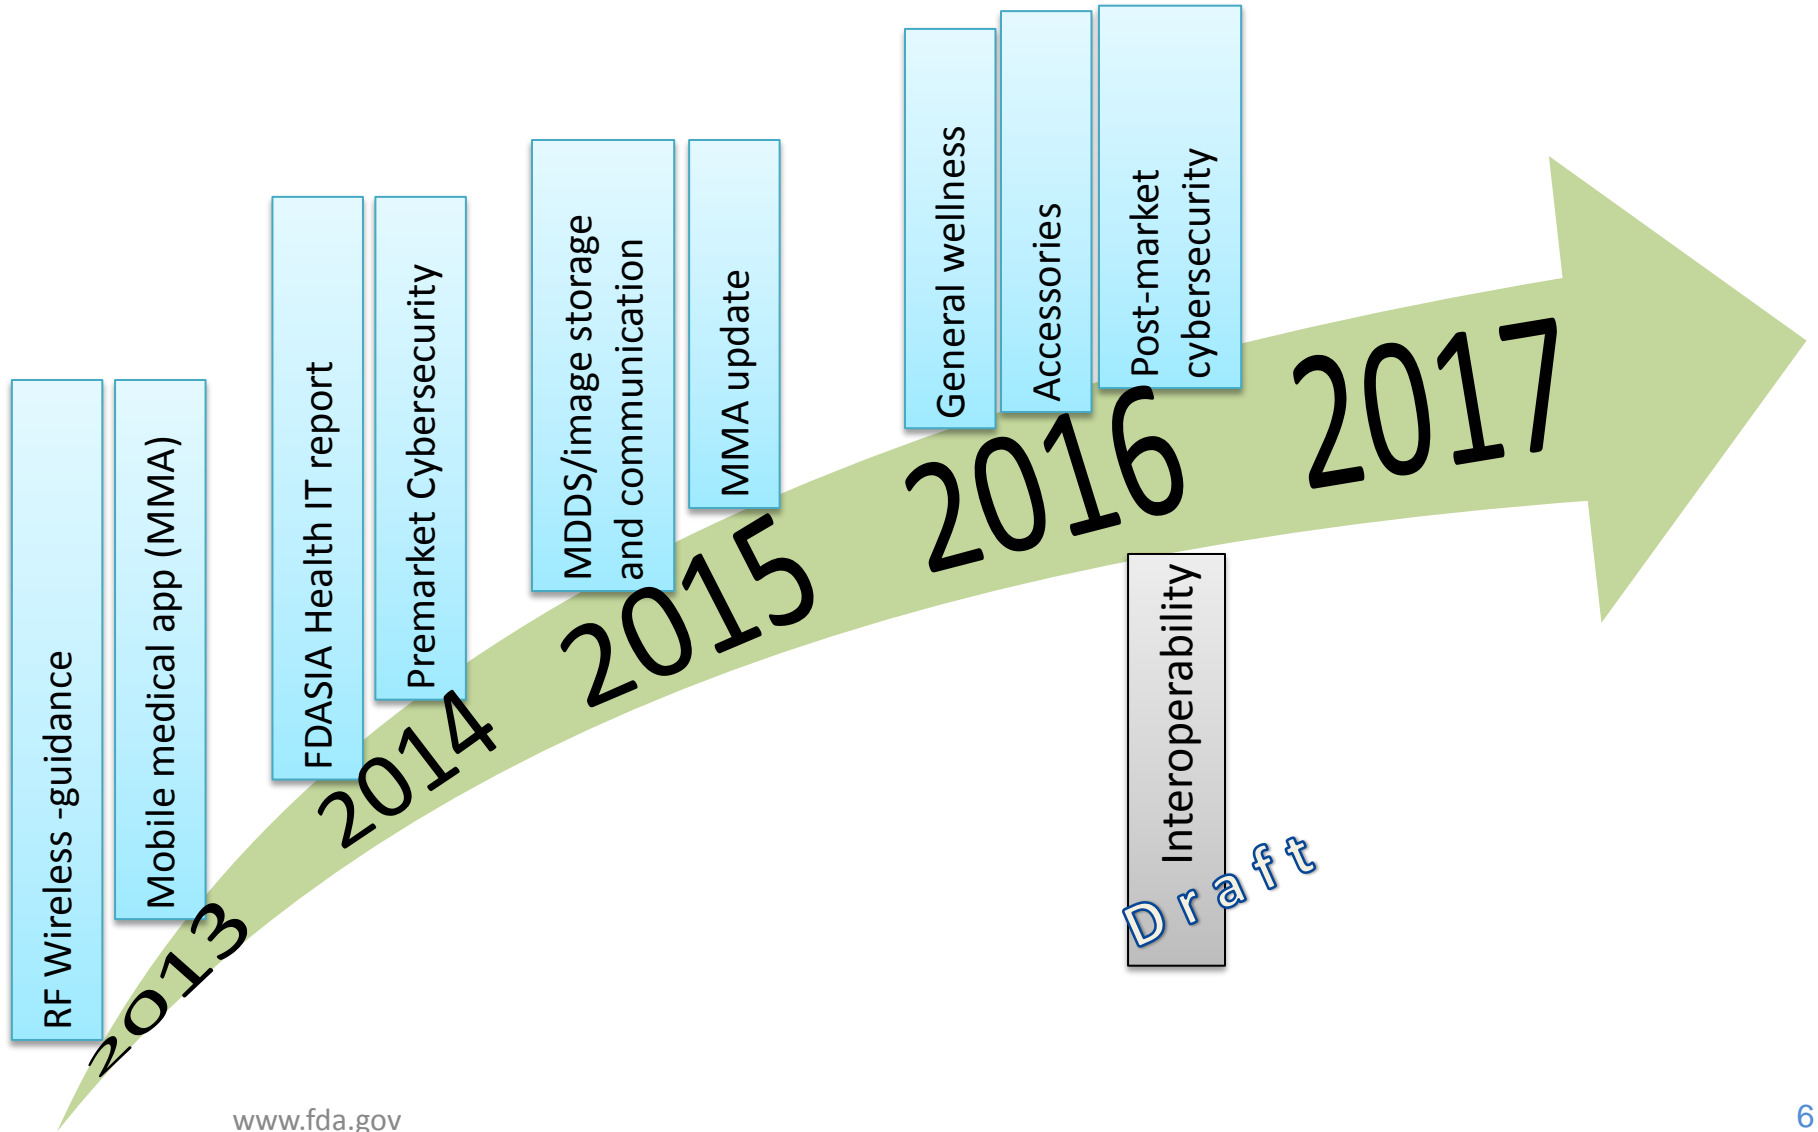 RF Wireless -guidance
Mobile medical app (MMA)
2013
FDASIA Health IT report
Premarket Cybersecurity
2014
MDDS/image storage
and communication
MMA update
2015
General wellness
Accessories
Post-market
cybersecurity
2016
Interoperability
Draft
2017
www.fda.gov
6